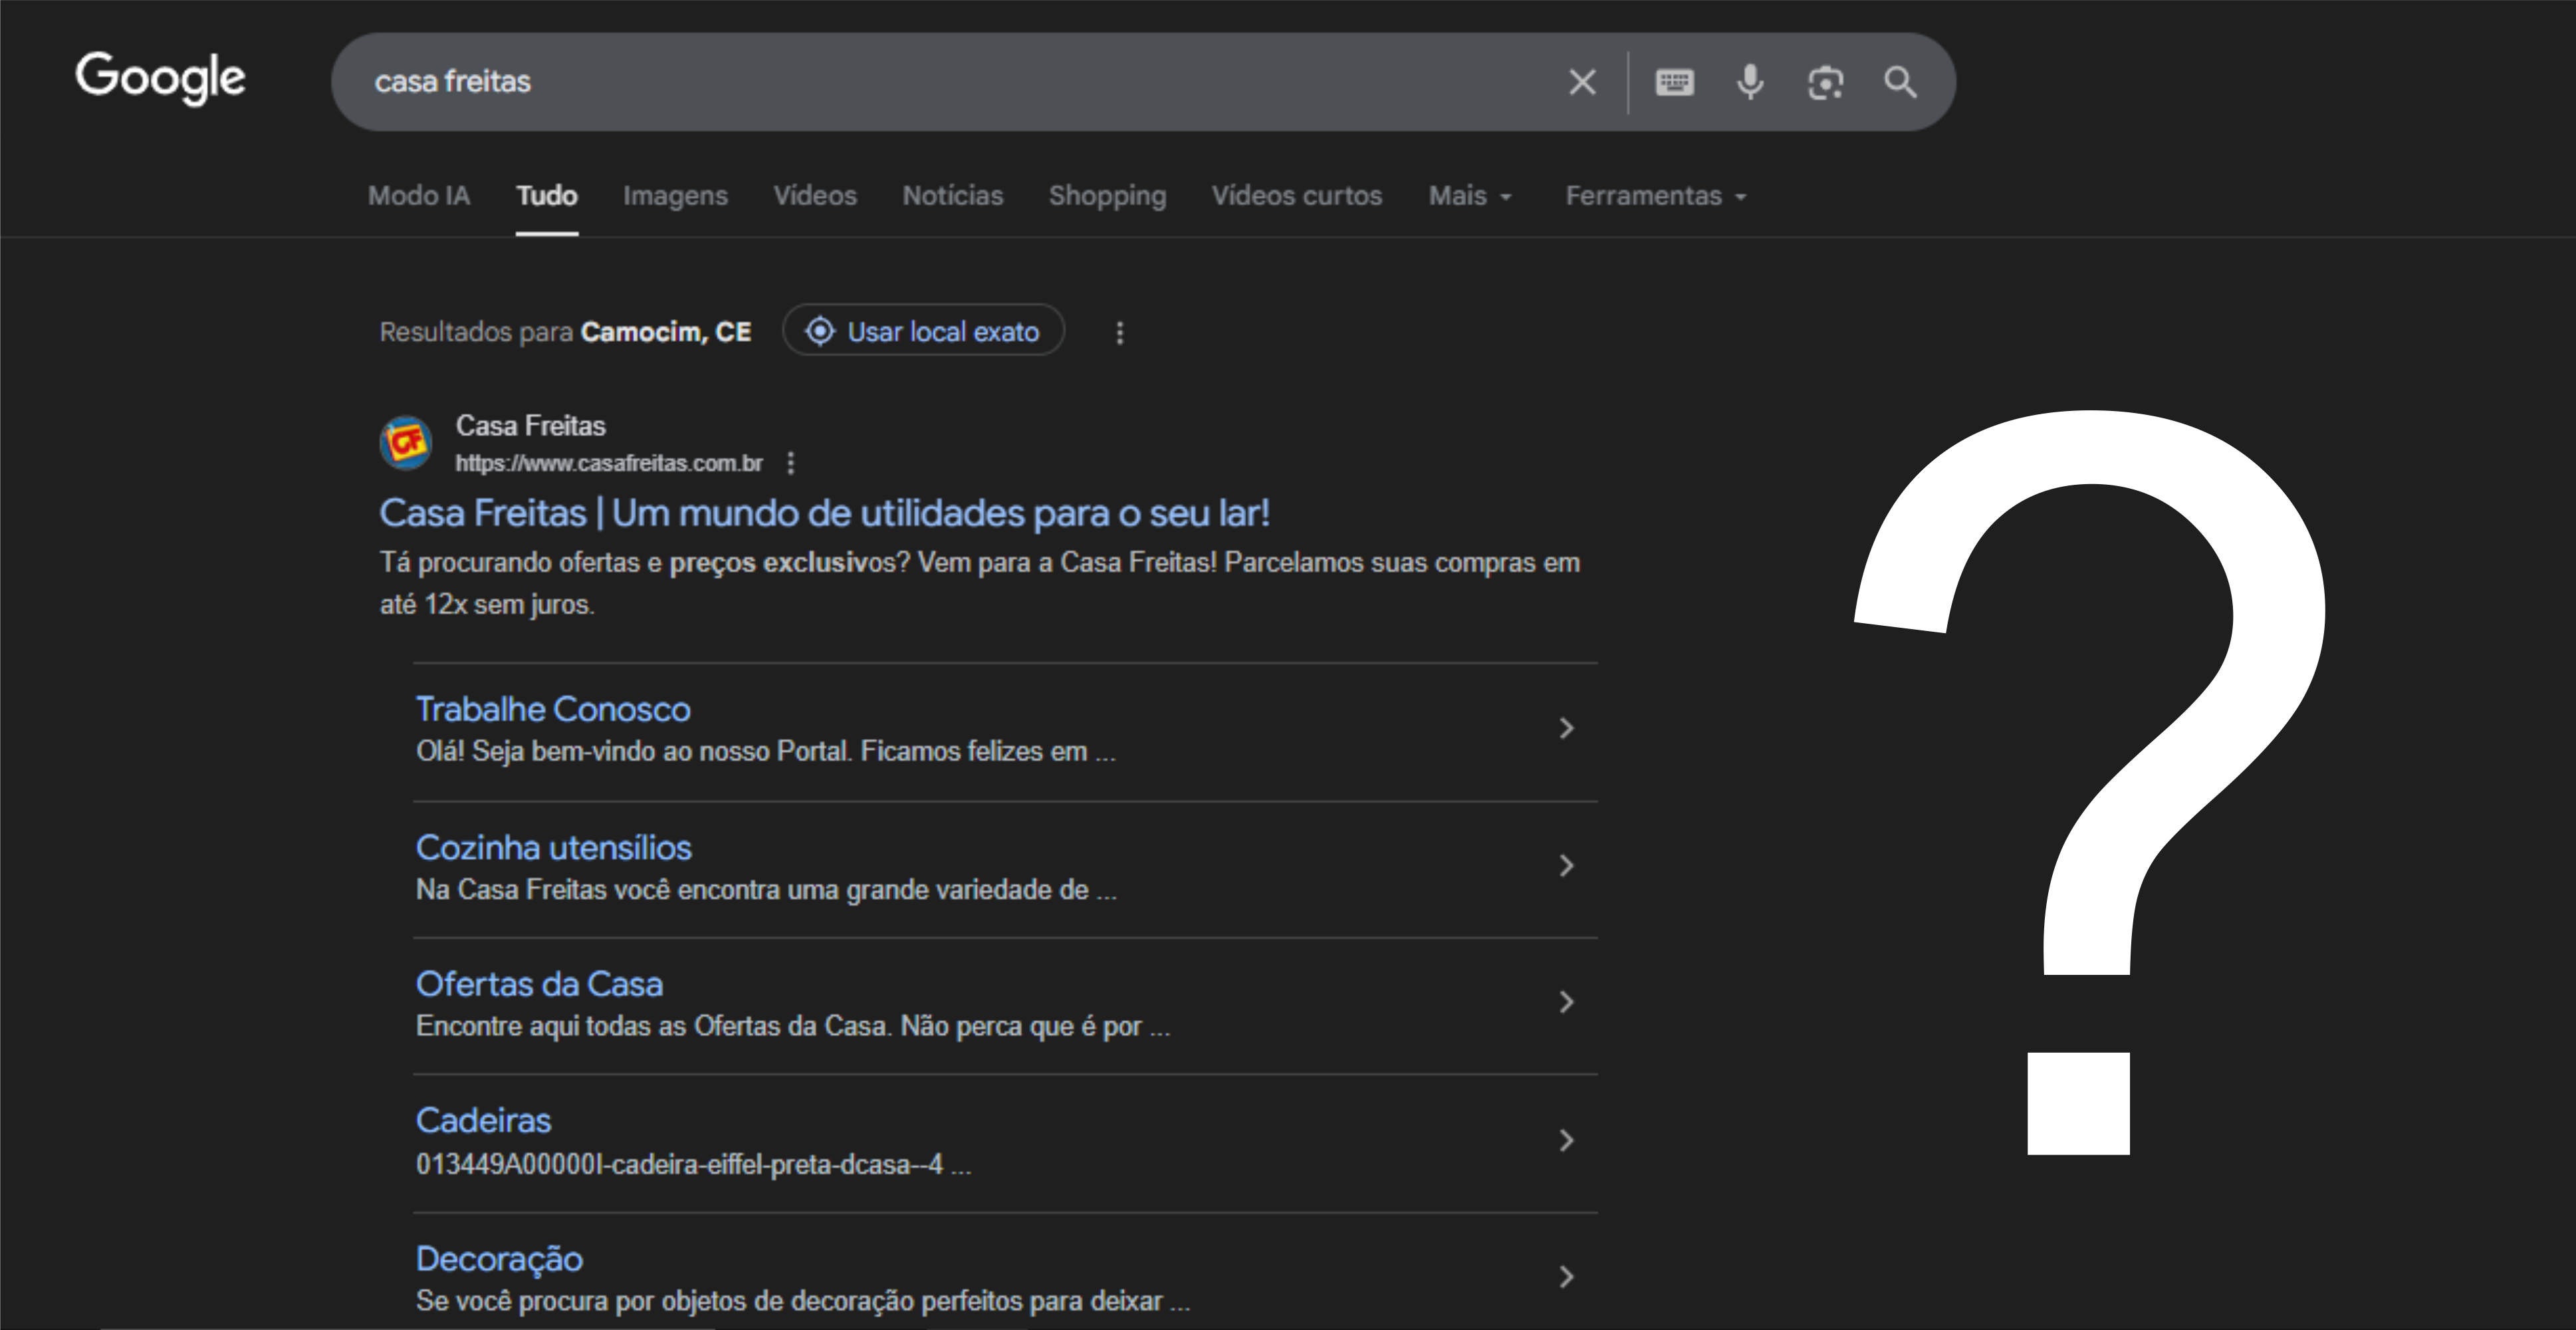 Google
casa freitas
Modo IA Tudo Imagens Vídeos Notícias Shopping Vídeos curtos Mais Ferramentas
Resultados para Camocim, CE Usar local exato
CF
Casa Freitas
https://www.casafreitas.com.br
Casa Freitas | Um mundo de utilidades para o seu lar!
Tá procurando ofertas e preços exclusivos? Vem para a Casa Freitas! Parcelamos suas compras em
até 12x sem juros.
Trabalhe Conosco
Olá! Seja bem-vindo ao nosso Portal. Ficamos felizes em ...
Cozinha utensílios
Na Casa Freitas você encontra uma grande variedade de ...
Ofertas da Casa
Encontre aqui todas as Ofertas da Casa. Não perca que é por ...
Cadeiras
013449A00000I-cadeira-eiffel-preta-dcasa--4 ...
Decoração
Se você procura por objetos de decoração perfeitos para deixar ...
?